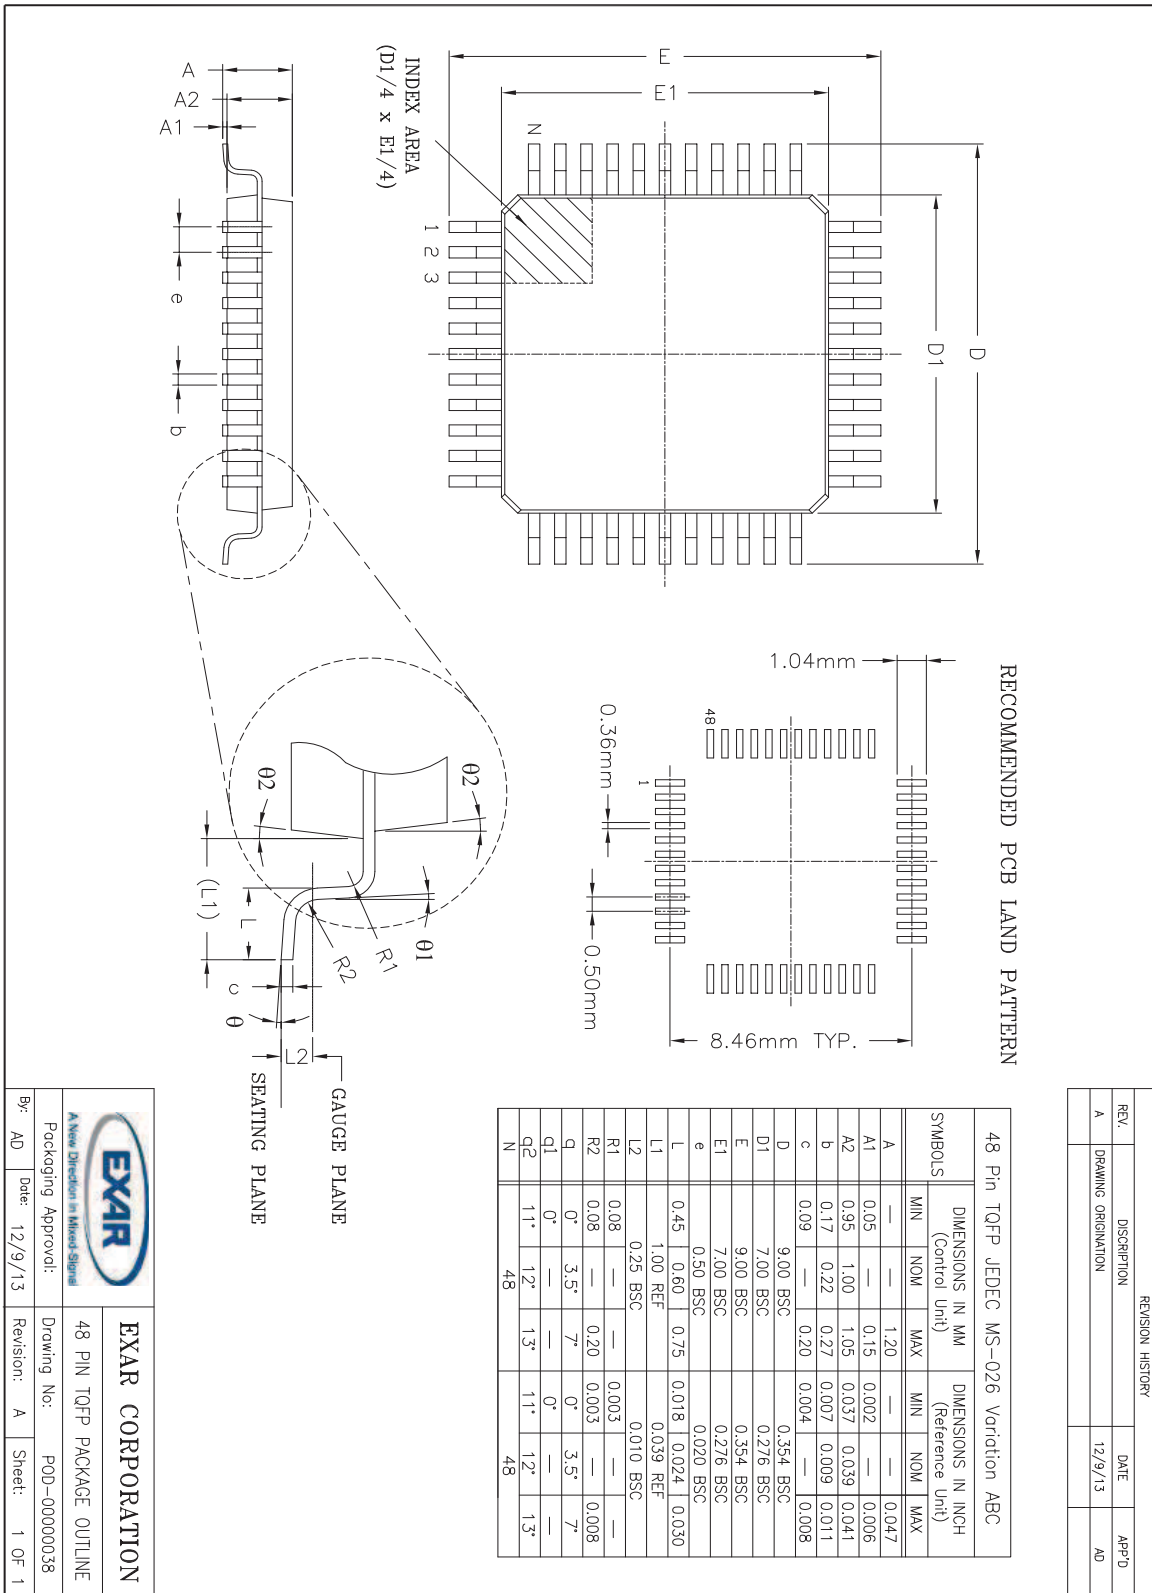 REVISION HISTORY
REV. DISCRIPTION DATE APP'D
A DRAWING ORIGINATION 12/9/13 AD
E
E1
D
D1
N
1
2
3
INDEX AREA
(D1/4 x E1/4)
A
A2
A1
e
b
RECOMMENDED PCB LAND PATTERN
1.04mm
48
1
0.36mm
0.50mm
8.46mm TYP.
θ2
θ2
θ1
R1
R2
(L1)
L
c
θ
L2
GAUGE PLANE
SEATING PLANE
48 Pin TQFP JEDEC MS-026 Variation ABC
SYMBOLS DIMENSIONS IN MM (Control Unit) DIMENSIONS IN INCH (Reference Unit)
MIN NOM MAX MIN NOM MAX
A — — 1.20 — — 0.047
A1 0.05 — 0.15 0.002 — 0.006
A2 0.95 1.00 1.05 0.037 0.039 0.041
b 0.17 0.22 0.27 0.007 0.009 0.011
c 0.09 — 0.20 0.004 — 0.008
D 9.00 BSC 0.354 BSC
D1 7.00 BSC 0.276 BSC
E 9.00 BSC 0.354 BSC
E1 7.00 BSC 0.276 BSC
e 0.50 BSC 0.020 BSC
L 0.45 0.60 0.75 0.018 0.024 0.030
L1 1.00 REF 0.039 REF
L2 0.25 BSC 0.010 BSC
R1 0.08 — — 0.003 — —
R2 0.08 — 0.20 0.003 — 0.008
q 0° 3.5° 7° 0° 3.5° 7°
q1 0° — — 0° — —
q2 11° 12° 13° 11° 12° 13°
N 48 48
EXAR
A New Direction in Mixed-Signal
EXAR CORPORATION
48 PIN TQFP PACKAGE OUTLINE
Packaging Approval:
Drawing No: POD-00000038
By: AD Date: 12/9/13 Revision: A Sheet: 1 OF 1